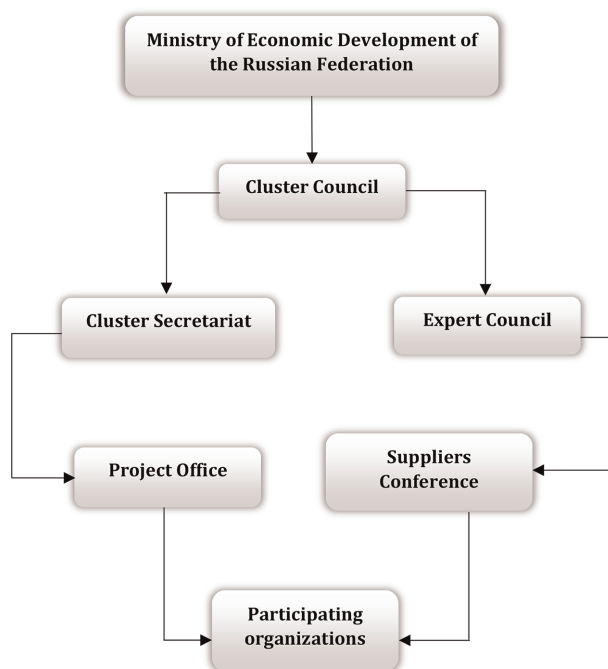 Ministry of Economic Development of
the Russian Federation
Cluster Council
Cluster Secretariat
Expert Council
Project Office
Suppliers
Conference
Participating
organizations